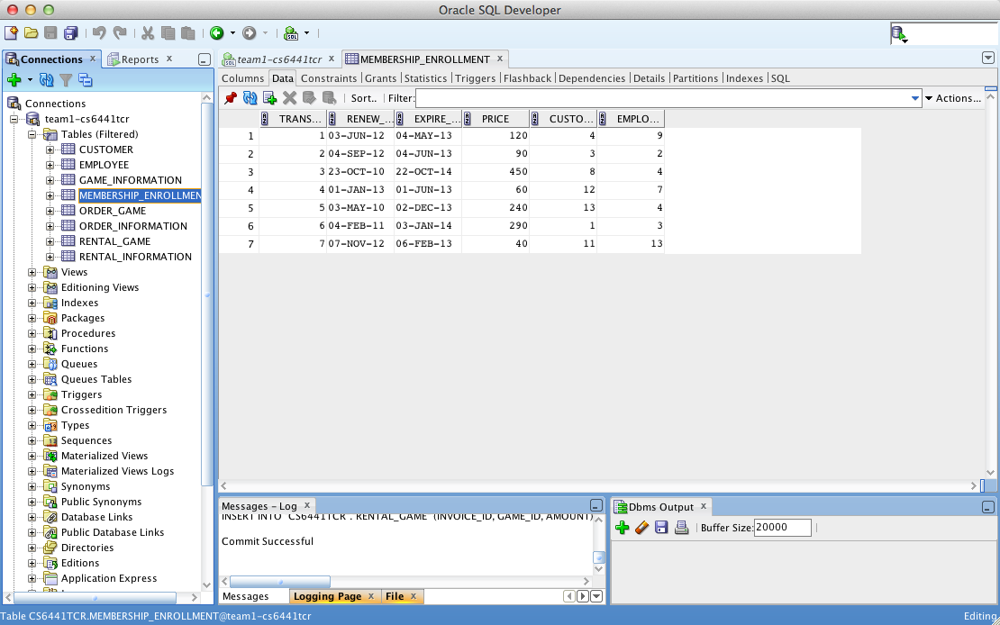 Oracle SQL Developer
Connections
Reports
team1-cs6441tcr
MEMBERSHIP_ENROLLMENT
Columns Data Constraints Grants Statistics Triggers Flashback Dependencies Details Partitions Indexes SQL
Sort.. Filter: Actions...
Connections
team1-cs6441tcr
Tables (Filtered)
CUSTOMER
EMPLOYEE
GAME_INFORMATION
MEMBERSHIP_ENROLLMEN
ORDER_GAME
ORDER_INFORMATION
RENTAL_GAME
RENTAL_INFORMATION
Views
Editioning Views
Indexes
Packages
Procedures
Functions
Queues
Queues Tables
Triggers
Crossedition Triggers
Types
Sequences
Materialized Views
Materialized Views Logs
Synonyms
Public Synonyms
Database Links
Public Database Links
Directories
Editions
Application Express
TRANS... RENEW_... EXPIRE_... PRICE CUSTO... EMPLO...
1 1 03-JUN-12 04-MAY-13 120 4 9
2 2 04-SEP-12 04-JUN-13 90 3 2
3 3 23-OCT-10 22-OCT-14 450 8 4
4 4 01-JAN-13 01-JUN-13 60 12 7
5 5 03-MAY-10 02-DEC-13 240 13 4
6 6 04-FEB-11 03-JAN-14 290 1 3
7 7 07-NOV-12 06-FEB-13 40 11 13
Messages - Log
INSERT INTO "CS6441TCR"."RENTAL_GAME" (INVOICE_ID, GAME_ID, AMOUNT)
Commit Successful
Messages Logging Page File
Dbms Output
Buffer Size: 20000
Table CS6441TCR.MEMBERSHIP_ENROLLMENT@team1-cs6441tcr
Editing